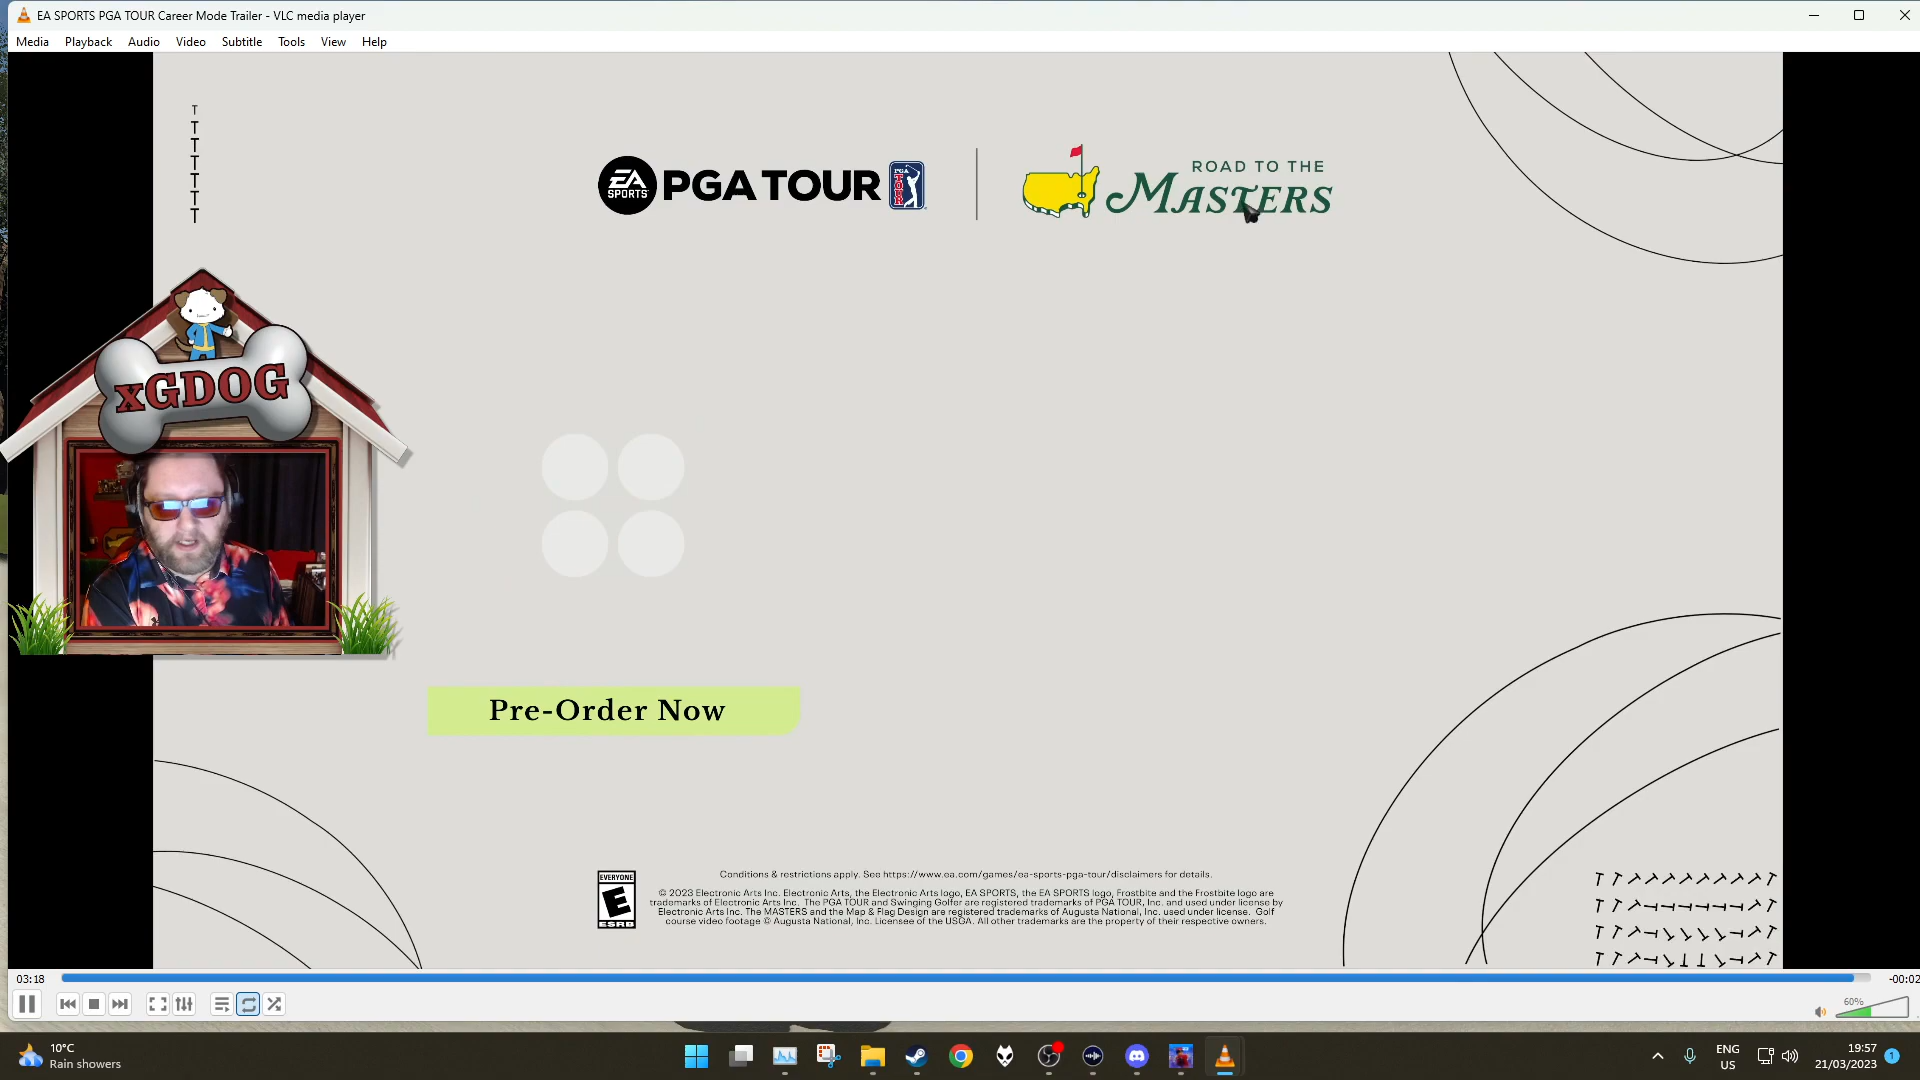 EA SPORTS PGA TOUR Career Mode Trailer - VLC media player
Media Playback Audio Video Subtitle Tools View Help
EA SPORTS PGA TOUR
PGA TOUR
ROAD TO THE
MASTERS
xGDOG
Pre-Order Now
EVERYONE
E
ESRB
Conditions & restrictions apply. See https://www.ea.com/games/ea-sports-pga-tour/disclaimers for details.
© 2023 Electronic Arts Inc. Electronic Arts, the Electronic Arts logo, EA SPORTS, the EA SPORTS logo, Frostbite and the Frostbite logo are
trademarks of Electronic Arts Inc. The PGA TOUR and Swinging Golfer are registered trademarks of PGA TOUR, Inc. and used under license by
Electronic Arts Inc. The MASTERS and the Map & Flag Design are registered trademarks of Augusta National, Inc. used under license. Golf
course video footage © Augusta National, Inc. Licensee of the USGA. All other trademarks are the property of their respective owners.
03:18
-00:02
60%
10°C
Rain showers
ENG
US
19:57
21/03/2023
1